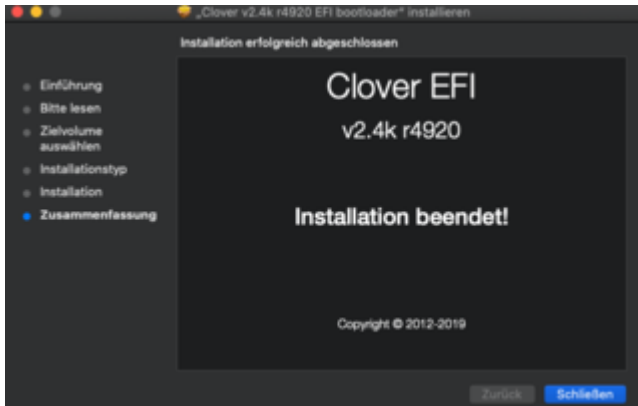 „Clover v2.4k r4920 EFI bootloader“ installieren
Installation erfolgreich abgeschlossen
Einführung
Bitte lesen
Zielvolume
auswählen
Installationstyp
Installation
Zusammenfassung
Clover EFI
v2.4k r4920
Installation beendet!
Copyright © 2012-2019
Zurück
Schließen